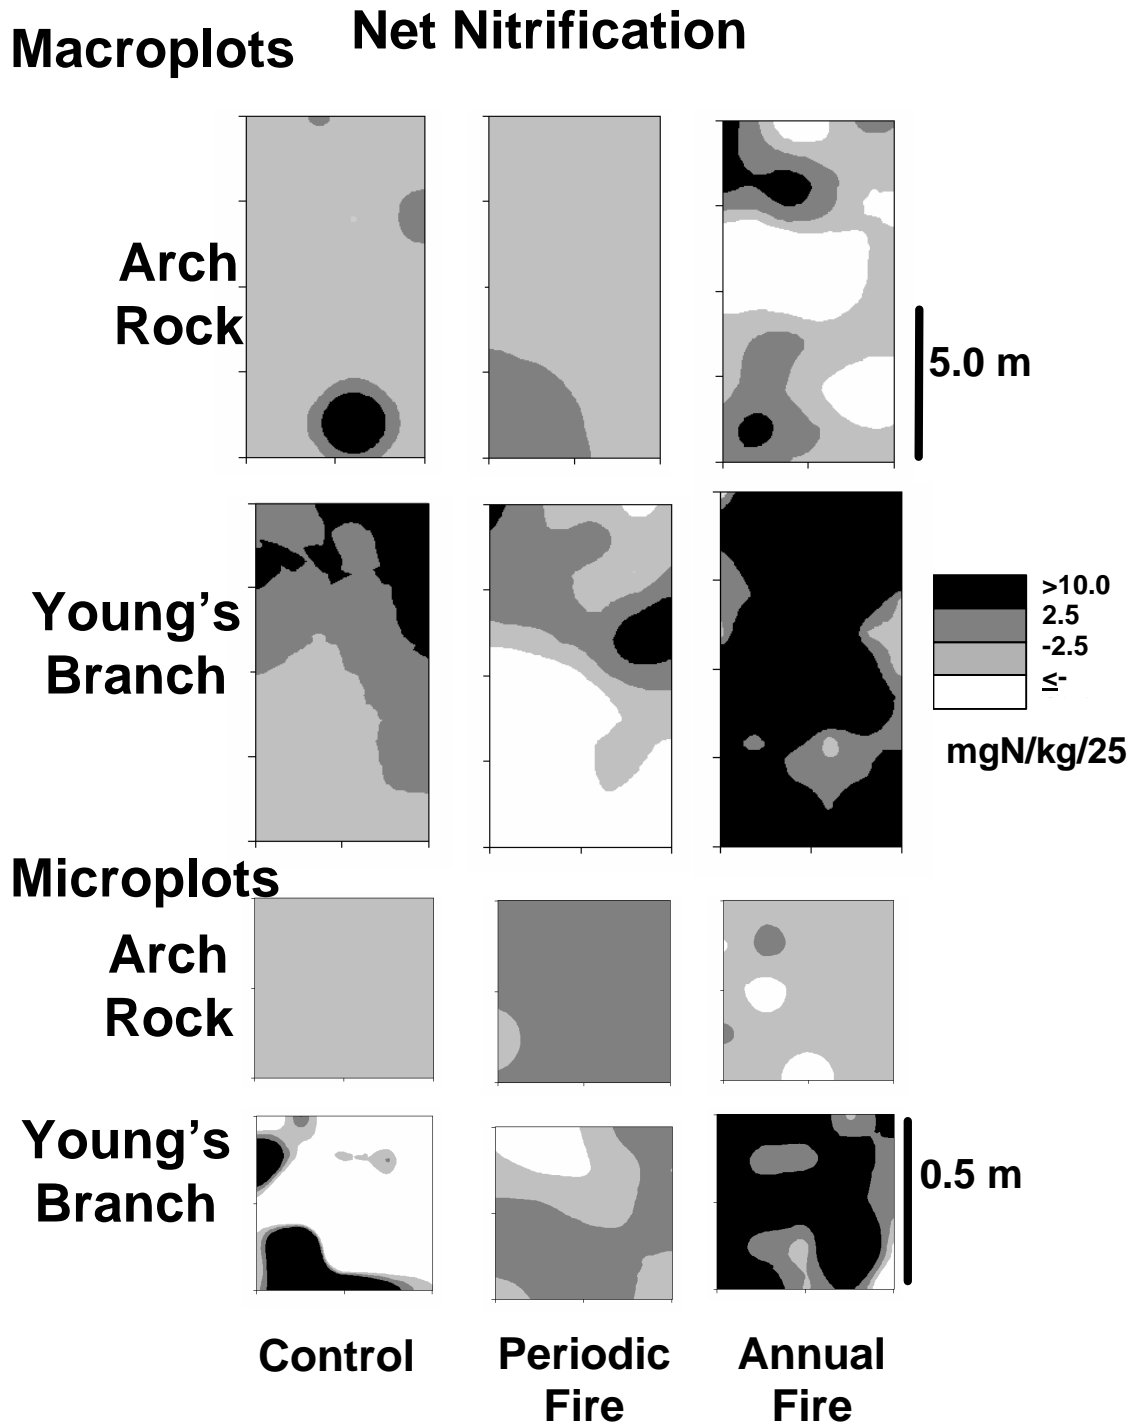 Net Nitrification
Macroplots
Arch
Rock
5.0 m
Young's
Branch
>10.0
2.5
-2.5
≤-
mgN/kg/25
Microplots
Arch
Rock
Young's
Branch
0.5 m
Control
Periodic
Fire
Annual
Fire